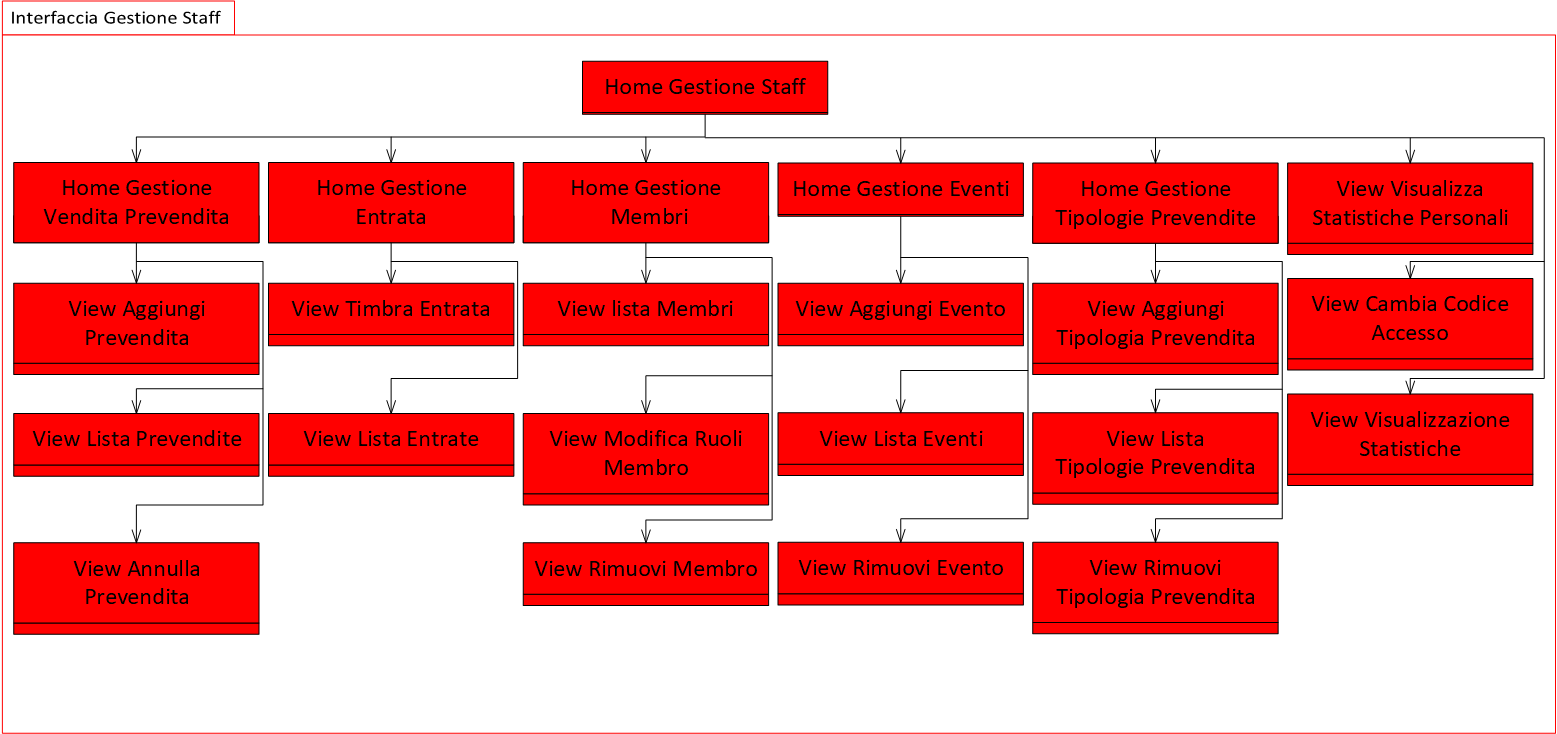 Interfaccia Gestione Staff
Home Gestione Staff
Home Gestione
Vendita Prevendita
Home Gestione
Entrata
Home Gestione
Membri
Home Gestione Eventi
Home Gestione
Tipologie Prevendite
View Visualizza
Statistiche Personali
View Aggiungi
Prevendita
View Timbra Entrata
View lista Membri
View Aggiungi Evento
View Aggiungi
Tipologia Prevendita
View Cambia Codice
Accesso
View Lista Prevendite
View Lista Entrate
View Modifica Ruoli
Membro
View Lista Eventi
View Lista
Tipologie Prevendita
View Visualizzazione
Statistiche
View Annulla
Prevendita
View Rimuovi Membro
View Rimuovi Evento
View Rimuovi
Tipologia Prevendita